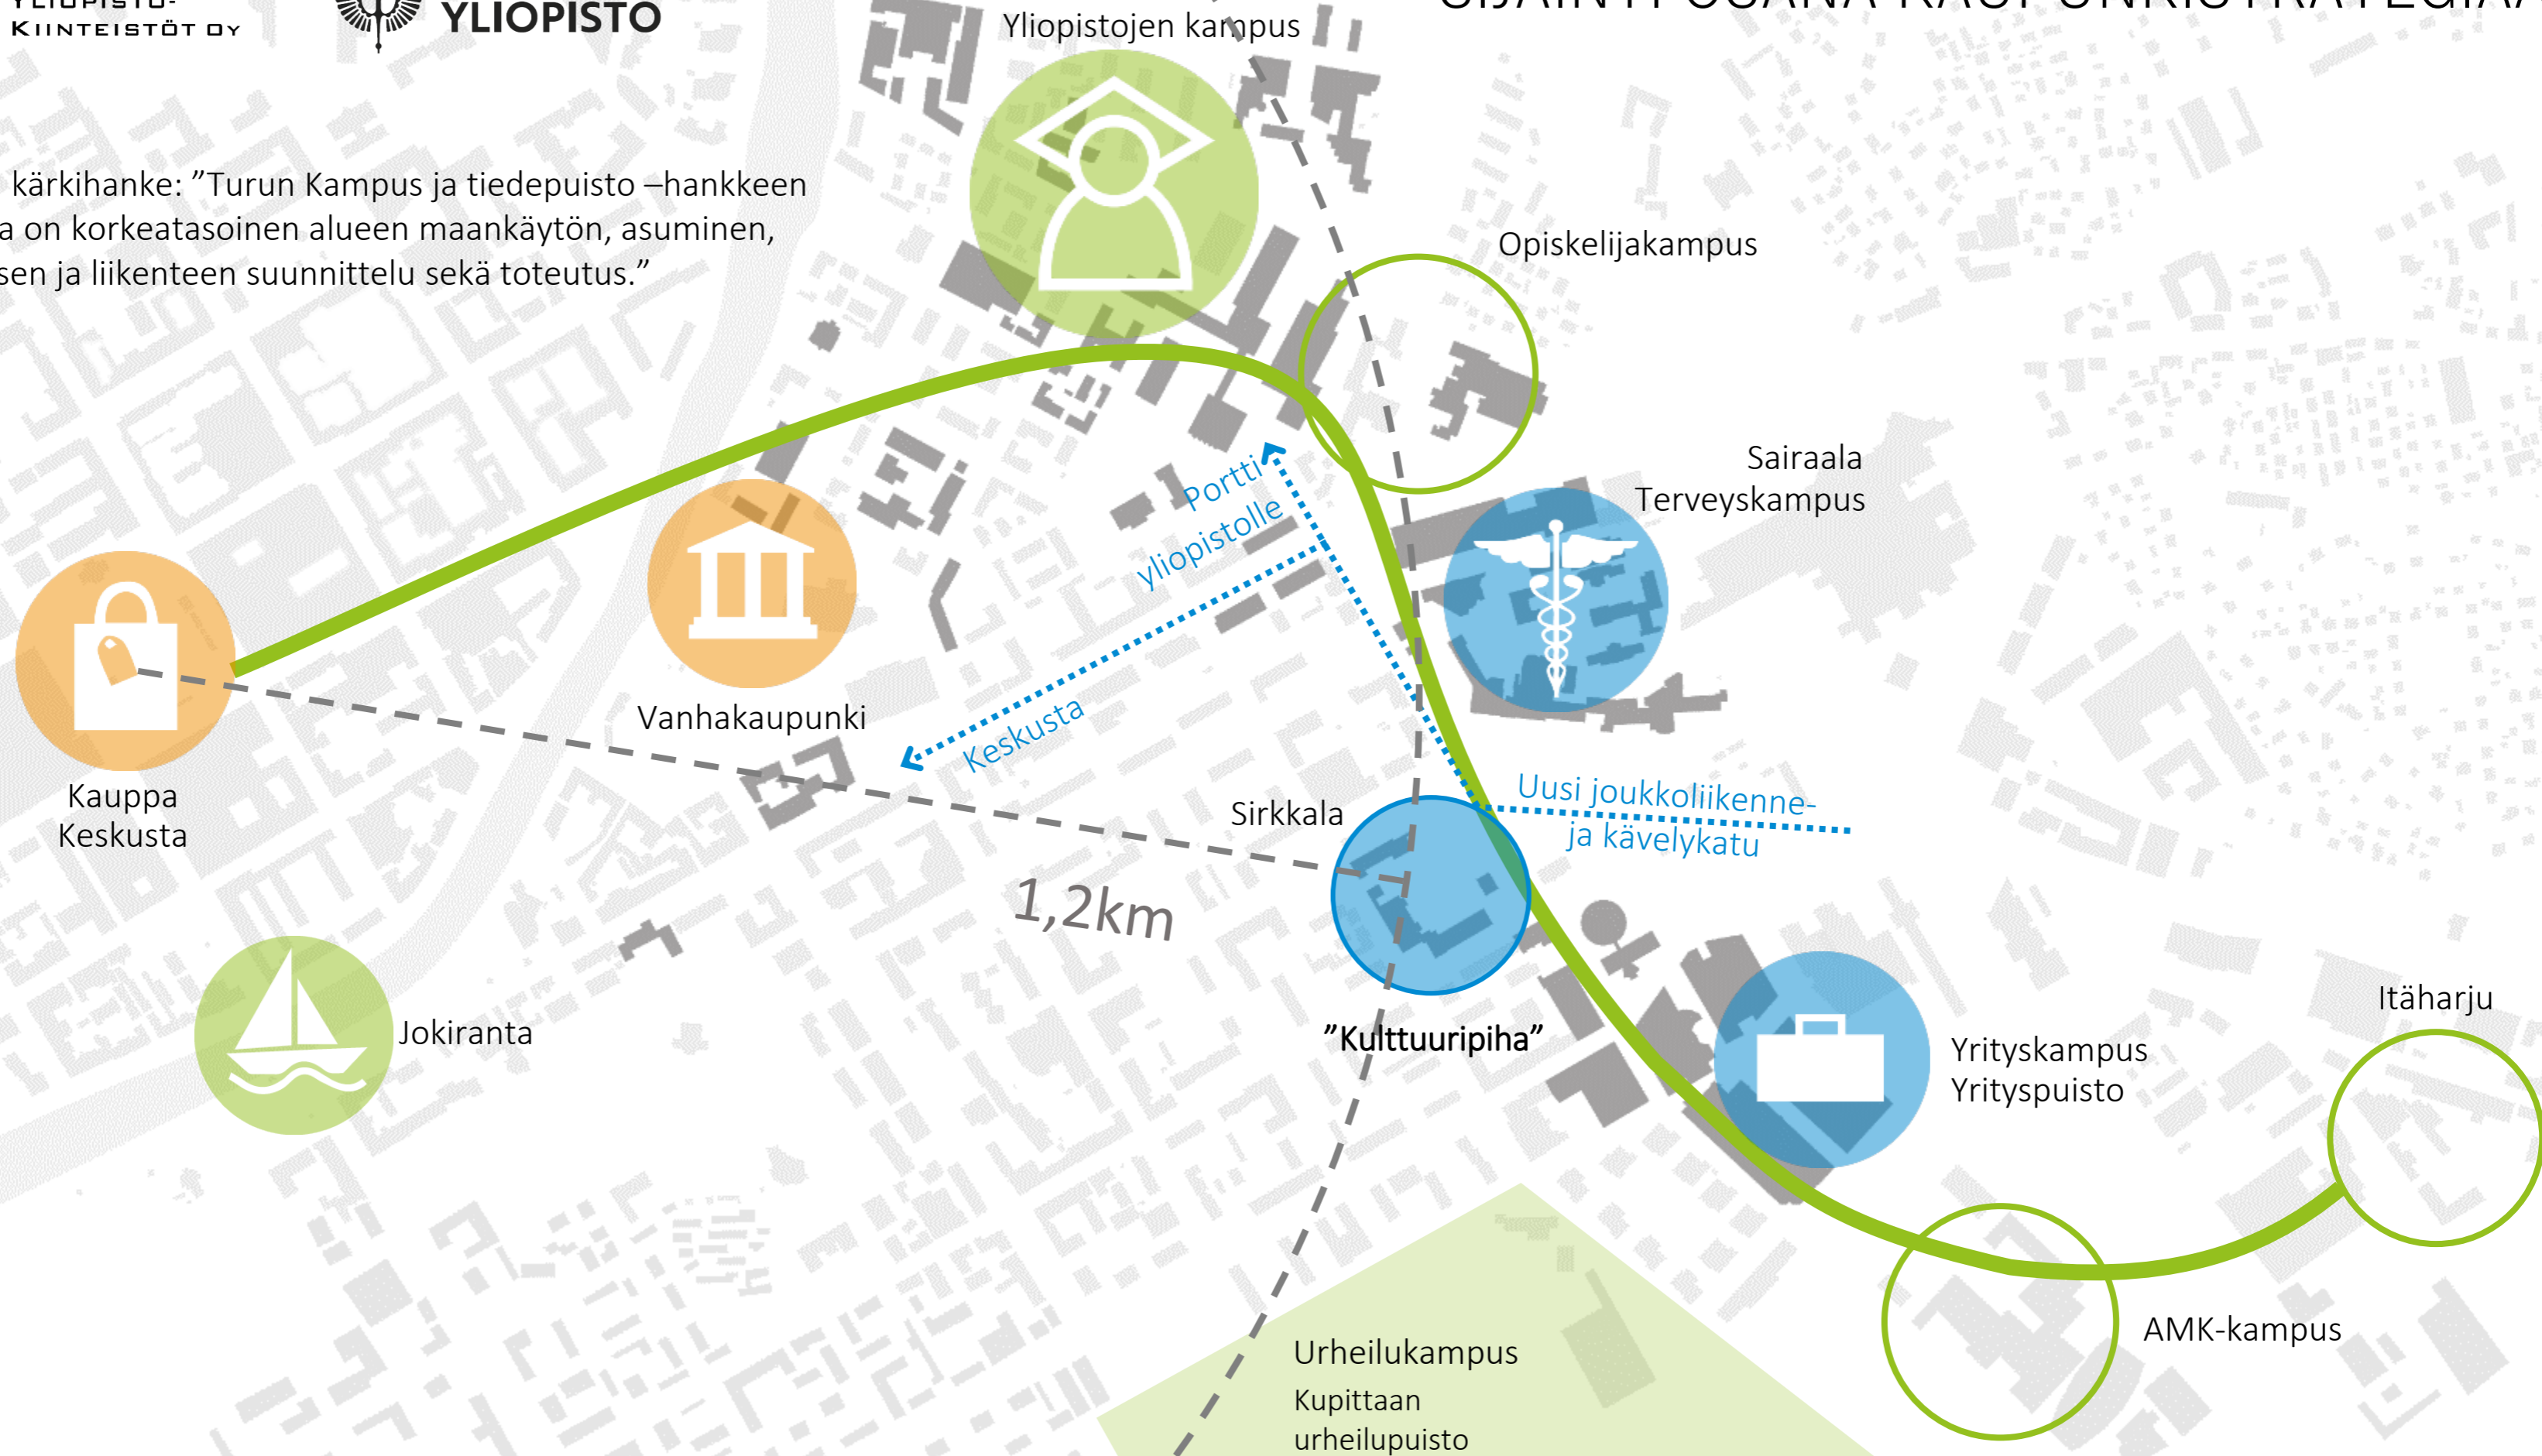 KIINTEISTÖT OY
YLIOPISTO
kärkihanke: ”Turun Kampus ja tiedepuisto –hankkeen
on korkeatasoinen alueen maankäytön, asuminen,
ja liikenteen suunnittelu sekä toteutus.”
Yliopistojen kampus
Opiskelijakampus
Sairaala
Terveyskampus
Portti
yliopistolle
Keskusta
Vanhakaupunki
Kauppa
Keskusta
Sirkkala
Uusi joukkoliikenne-
ja kävelykatu
1,2km
Jokiranta
”Kulttuuripiha”
Itäharju
Yrityskampus
Yrityspuisto
AMK-kampus
Urheilukampus
Kupittaan
urheilupuisto